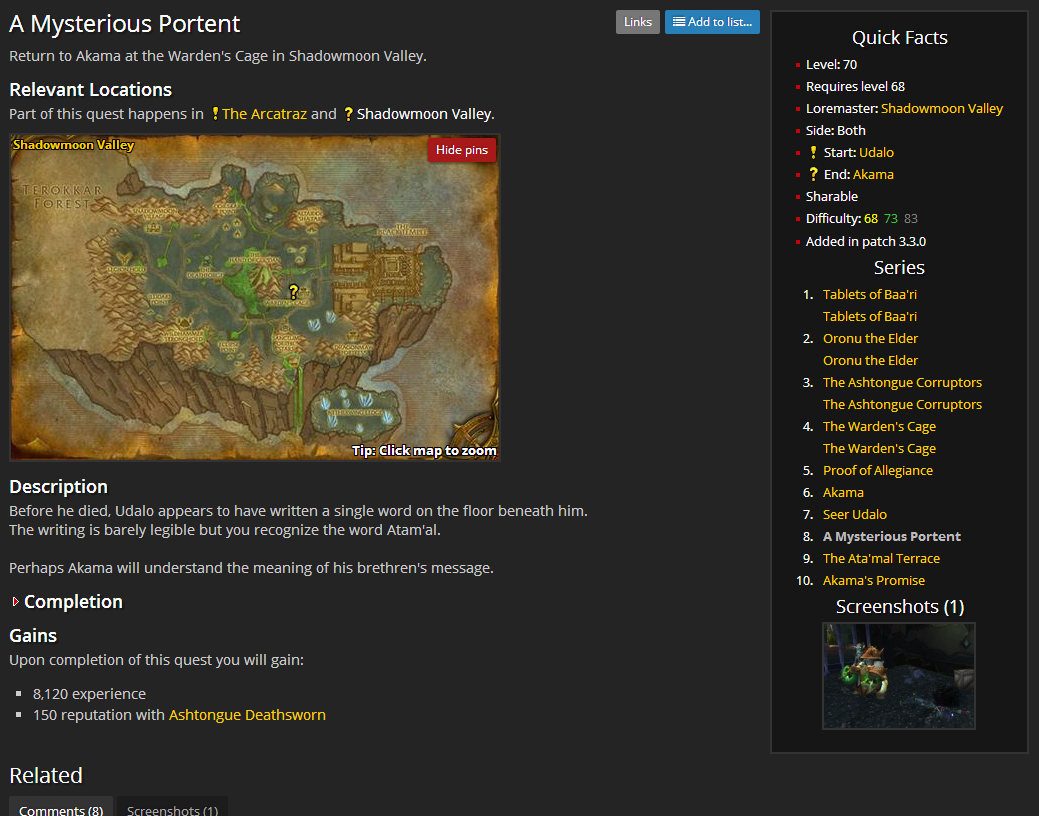 A Mysterious Portent
Links
Add to list...
Return to Akama at the Warden's Cage in Shadowmoon Valley.
Relevant Locations
Part of this quest happens in The Arcatraz and Shadowmoon Valley.
Shadowmoon Valley
Hide pins
TEROKKAR
FOREST
THE
BLACK TEMPLE
WARDEN'S CAGE
NETHERWING LEDGE
Tip: Click map to zoom
Description
Before he died, Udalo appears to have written a single word on the floor beneath him.
The writing is barely legible but you recognize the word Atam'al.
Perhaps Akama will understand the meaning of his brethren's message.
Completion
Gains
Upon completion of this quest you will gain:
8,120 experience
150 reputation with Ashtongue Deathsworn
Related
Comments (8)
Screenshots (1)
Quick Facts
Level: 70
Requires level 68
Loremaster: Shadowmoon Valley
Side: Both
Start: Udalo
End: Akama
Sharable
Difficulty: 68 73 83
Added in patch 3.3.0
Series
1. Tablets of Baa'ri
Tablets of Baa'ri
2. Oronu the Elder
Oronu the Elder
3. The Ashtongue Corruptors
The Ashtongue Corruptors
4. The Warden's Cage
The Warden's Cage
5. Proof of Allegiance
6. Akama
7. Seer Udalo
8. A Mysterious Portent
9. The Ata'mal Terrace
10. Akama's Promise
Screenshots (1)